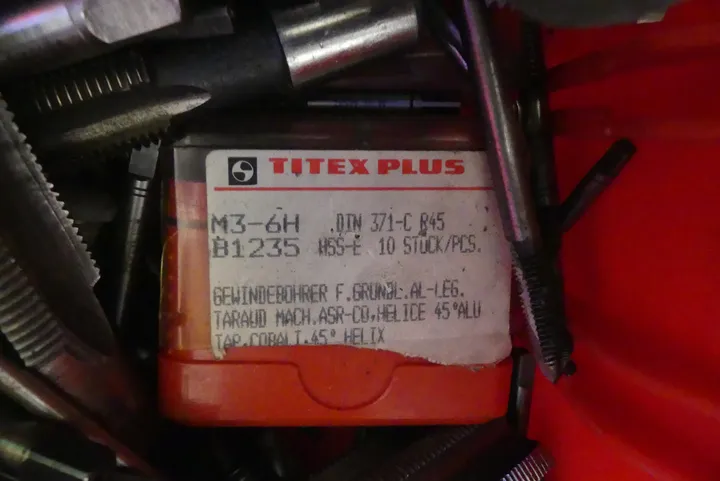 TITEX PLUS
M3-6H DIN 371-C R45
B1235 HSS-E 10 STÜCK/PCS.
GEWINDEBOHRER F.GRUNDL.AL-LEG.
TARAUD MACH.ASR-CO,HELICE 45°ALU
TAP,COBALT,45° HELIX